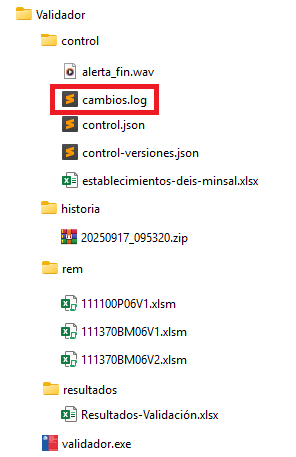 Validador
control
alerta_fin.wav
cambios.log
control.json
control-versiones.json
establecimientos-deis-minsal.xlsx
historia
20250917_095320.zip
rem
111100P06V1.xlsm
111370BM06V1.xlsm
111370BM06V2.xlsm
resultados
Resultados-Validación.xlsx
validador.exe